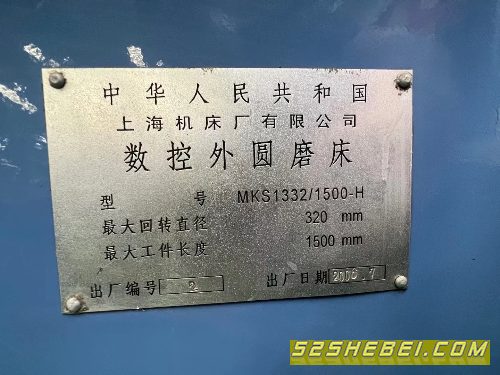 中华人民共和国
上海机床厂有限公司
数控外圆磨床
型 号 MKS1332/1500-H
最大回转直径 320 mm
最大工件长度 1500 mm
出厂编号 2 出厂日期 2006.7
52SHEBEI.COM